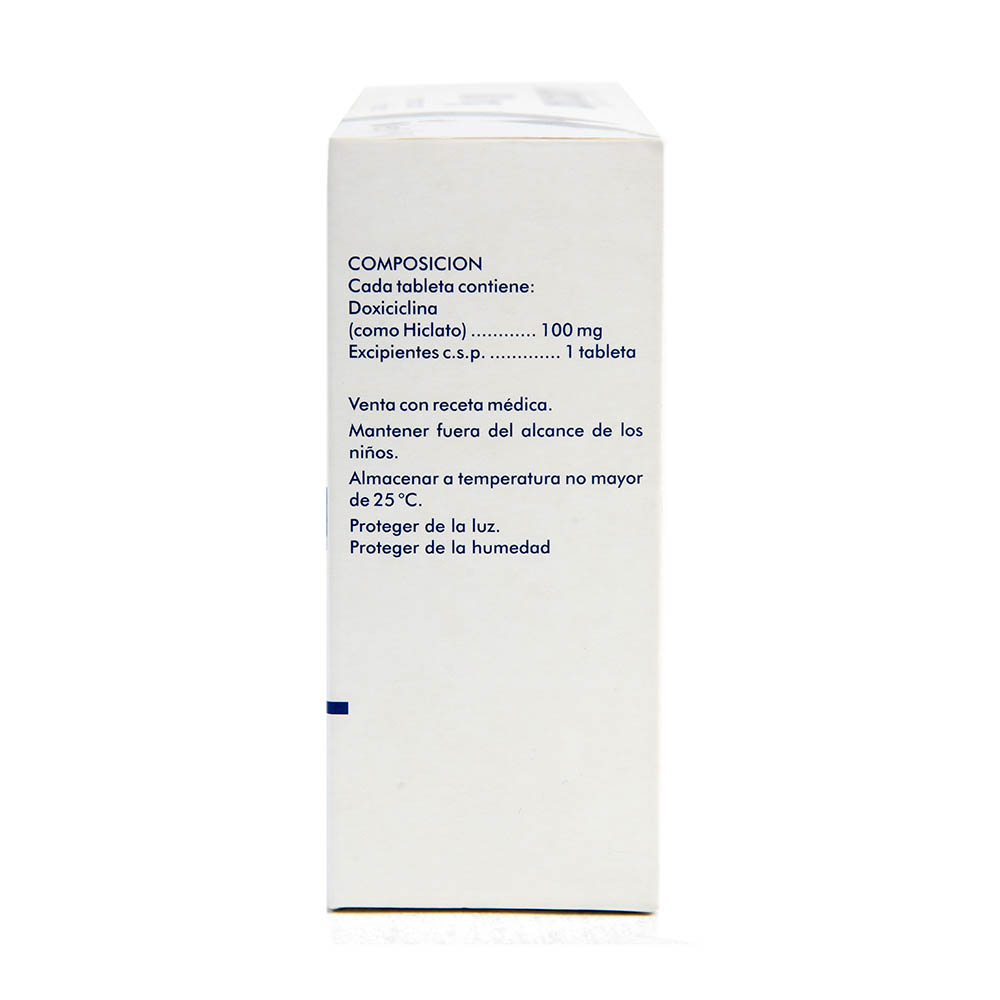 COMPOSICION
Cada tableta contiene:
Doxiciclina
(como Hiclato) ............ 100 mg
Excipientes c.s.p. ............. 1 tableta
Venta con receta médica.
Mantener fuera del alcance de los
niños.
Almacenar a temperatura no mayor
de 25 °C.
Proteger de la luz.
Proteger de la humedad